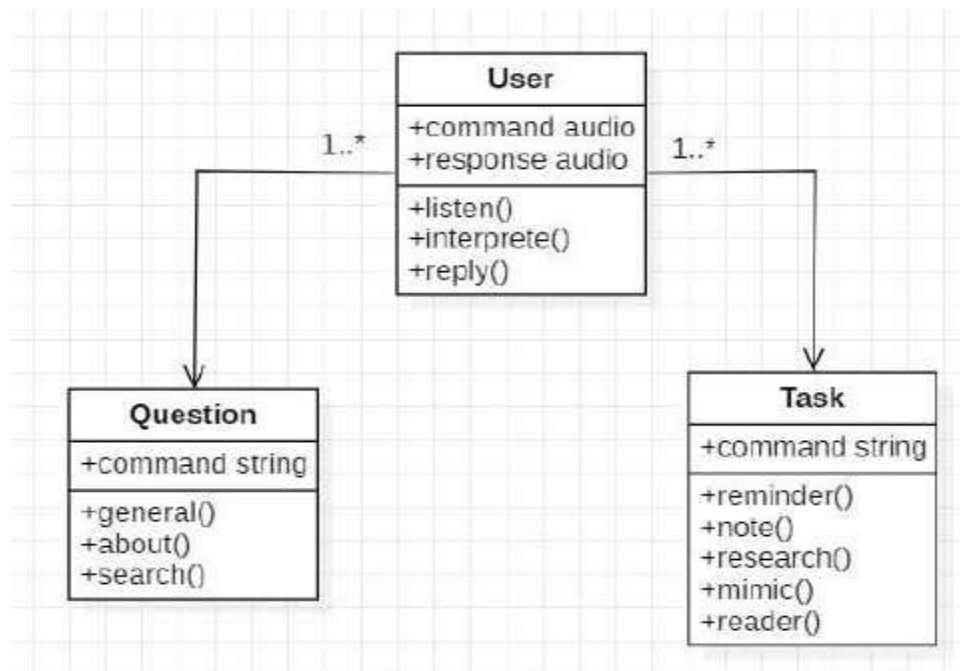 User
+command audio
+response audio
+listen()
+interprete()
+reply()
1..*
1..*
Question
+command string
+general()
+about()
+search()
Task
+command string
+reminder()
+note()
+research()
+mimic()
+reader()